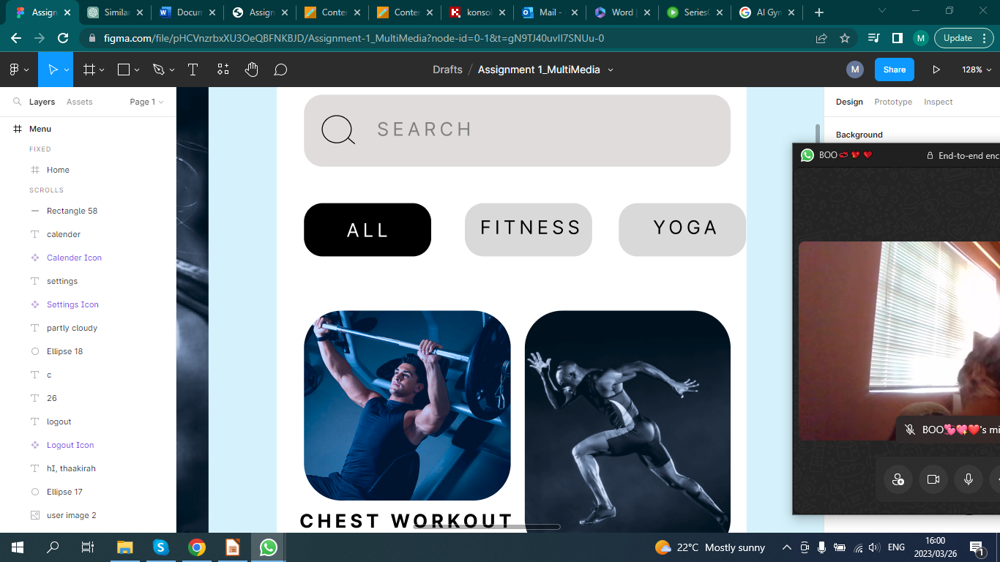 Assign
Similar
Docum
Assign
Conter
Conter
konsol
Mail -
Word
Series
AI Gym
figma.com/file/pHCVnzrbxXU3OeQBFNKBJD/Assignment-1_MultiMedia?node-id=0-1&t=gN9TJ40uvlI7SNUu-0
M
Update
Drafts / Assignment 1_MultiMedia
M
Share
128%
Layers
Assets
Page 1
Design
Prototype
Inspect
Menu
Background
FIXED
Home
SCROLLS
Rectangle 58
calender
Calender Icon
settings
Settings Icon
partly cloudy
Ellipse 18
c
26
logout
Logout Icon
hI, thaakirah
Ellipse 17
user image 2
SEARCH
ALL
FITNESS
YOGA
CHEST WORKOUT
BOO
End-to-end enc
BOO💘💖❤️'s mi
22°C Mostly sunny
ENG
16:00
2023/03/26
1